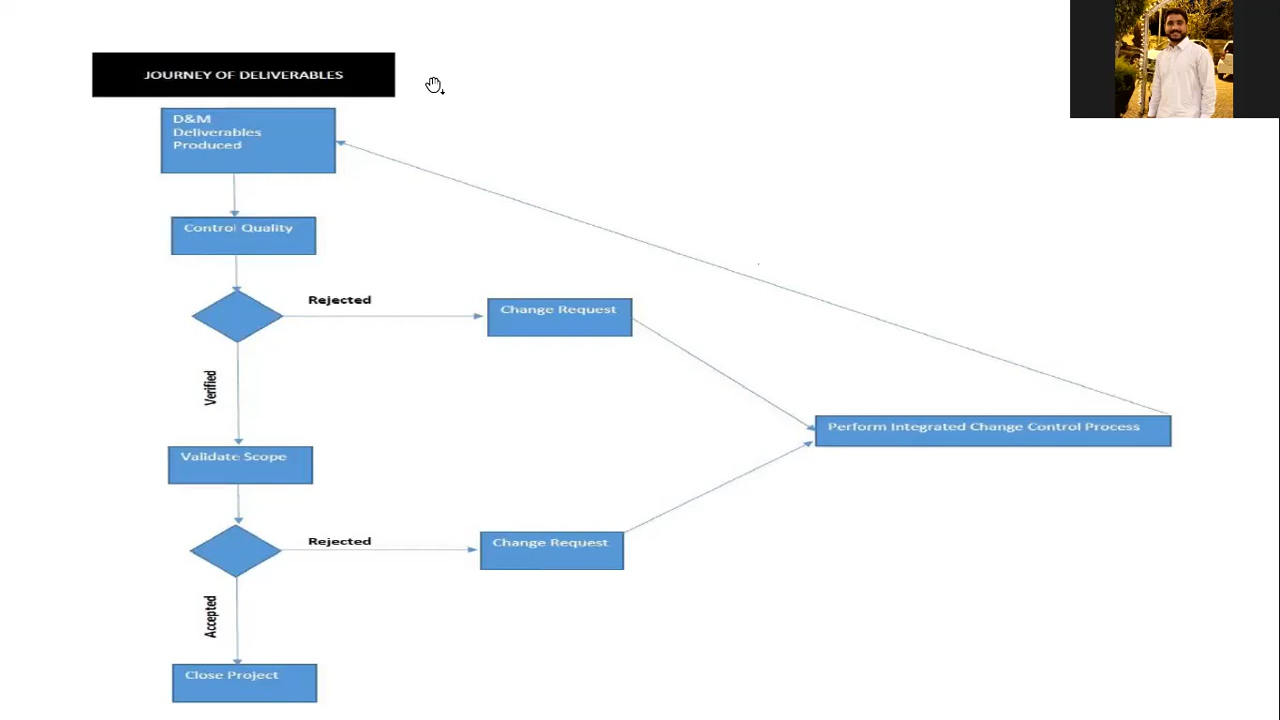 JOURNEY OF DELIVERABLES
D&M
Deliverables
Produced
Control Quality
Rejected
Change Request
Verified
Perform Integrated Change Control Process
Validate Scope
Rejected
Change Request
Accepted
Close Project